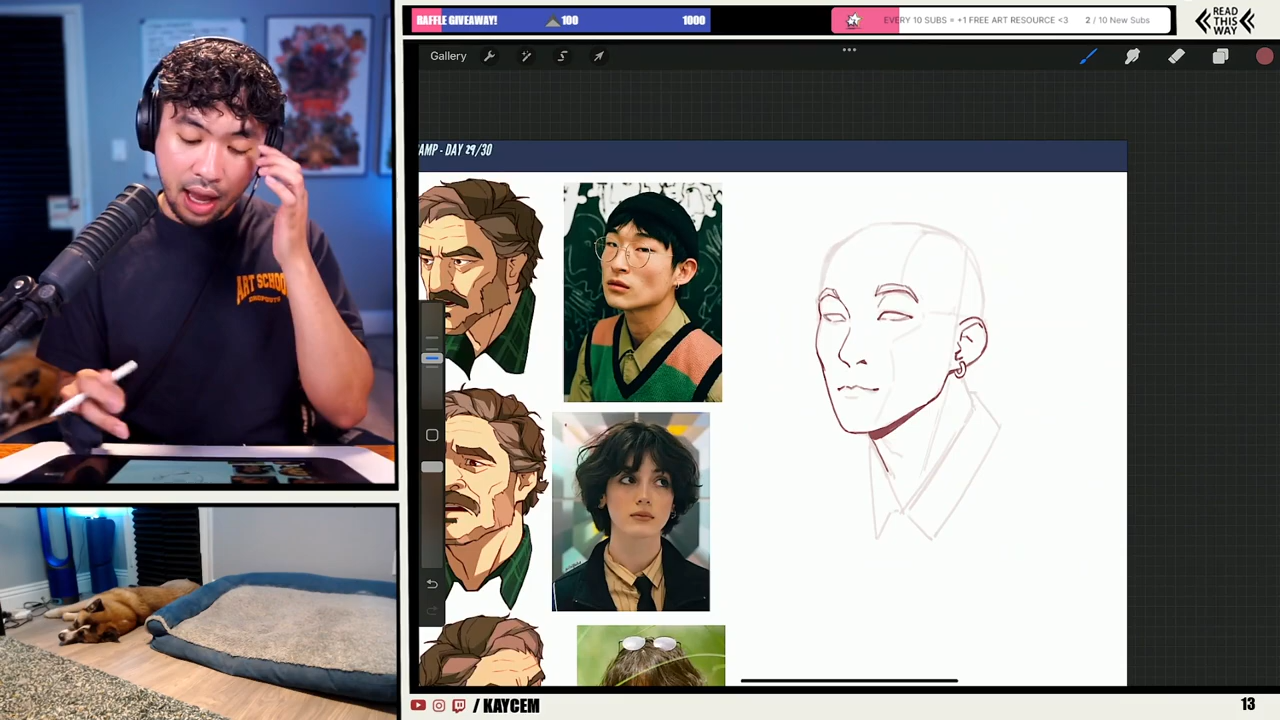 RAFFLE GIVEAWAY! 100 1000
EVERY 10 SUBS = +1 FREE ART RESOURCE <3 2 / 10 New Subs
READ
THIS
WAY
Gallery
AMP - DAY 29/30
ART SCHOOL
DROPOUTS
/ KAYCEM
13